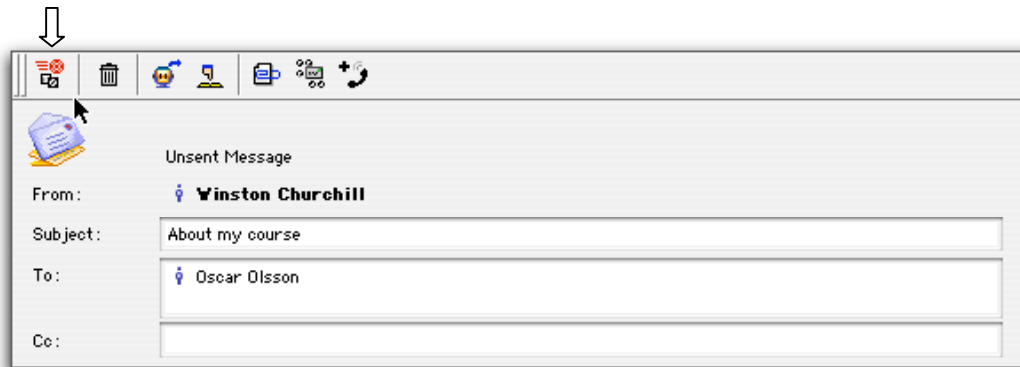 Unsent Message
From: Winston Churchill
Subject: About my course
To: Oscar Olsson
Cc: